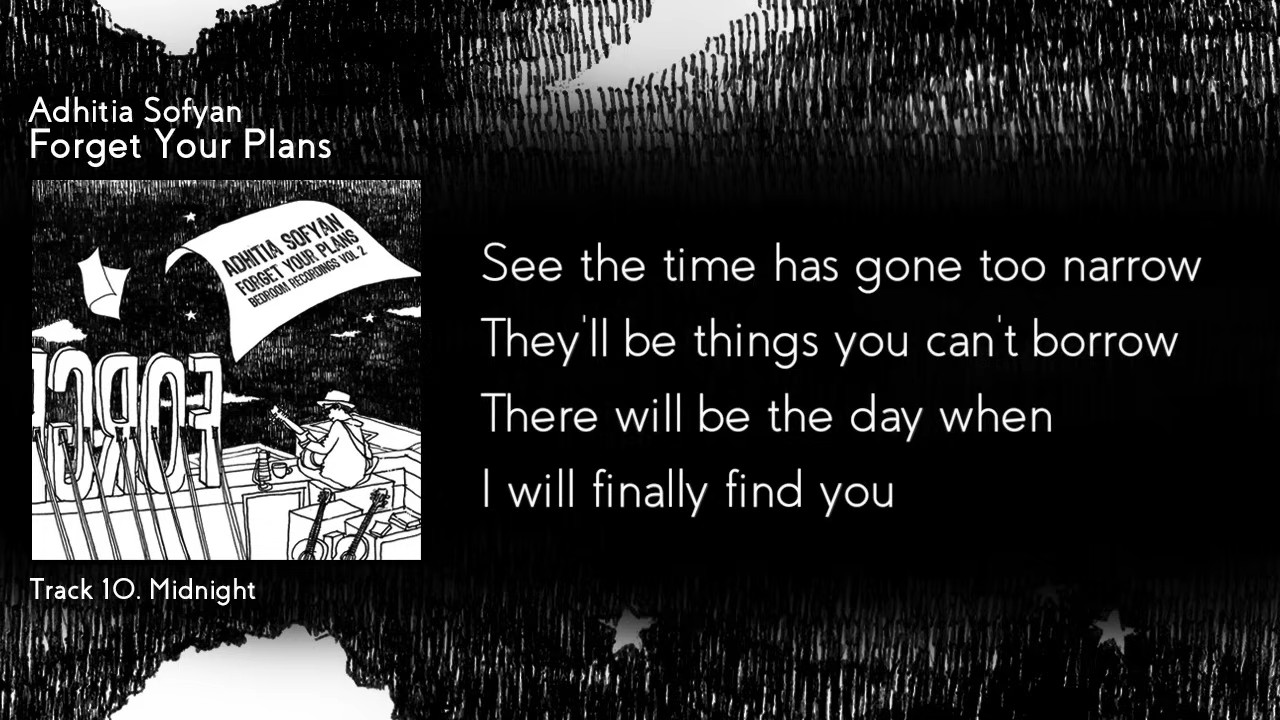 Adhitia Sofyan
Forget Your Plans
ADHITIA SOFYAN
FORGET YOUR PLANS
BEDROOM RECORDINGS VOL 2
FORG
Track 10. Midnight
See the time has gone too narrow
They'll be things you can't borrow
There will be the day when
I will finally find you